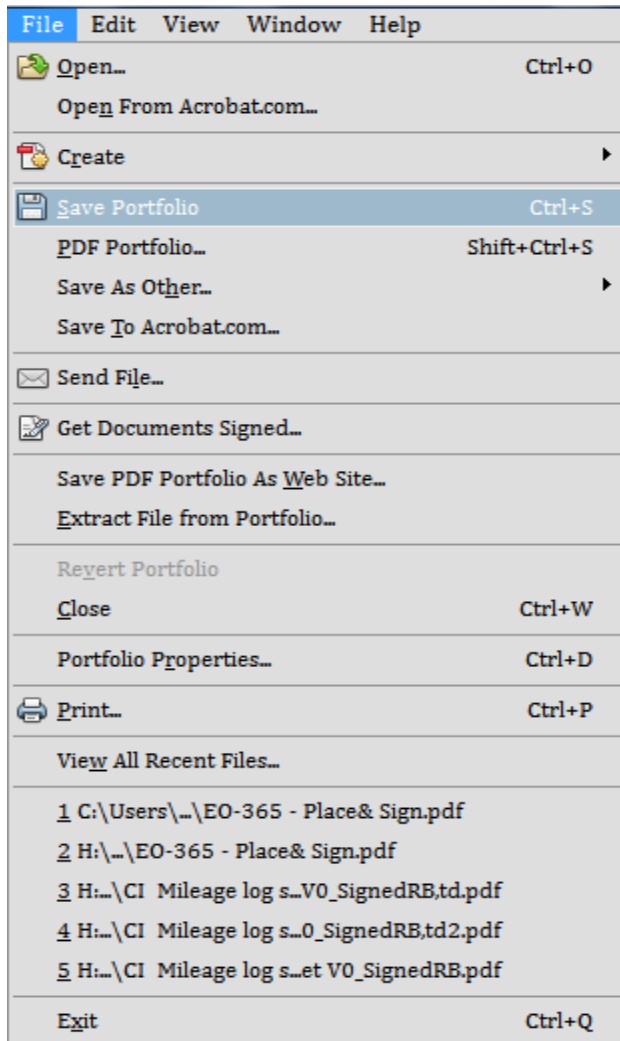 File Edit View Window Help
Open... Ctrl+O
Open From Acrobat.com...
Create
Save Portfolio Ctrl+S
PDF Portfolio... Shift+Ctrl+S
Save As Other...
Save To Acrobat.com...
Send File...
Get Documents Signed...
Save PDF Portfolio As Web Site...
Extract File from Portfolio...
Revert Portfolio
Close Ctrl+W
Portfolio Properties... Ctrl+D
Print... Ctrl+P
View All Recent Files...
1 C:\Users\...\EO-365 - Place& Sign.pdf
2 H:\...\EO-365 - Place& Sign.pdf
3 H:...\CI  Mileage log s...V0_SignedRB,td.pdf
4 H:...\CI  Mileage log s...0_SignedRB,td2.pdf
5 H:...\CI  Mileage log s...et V0_SignedRB.pdf
Exit Ctrl+Q